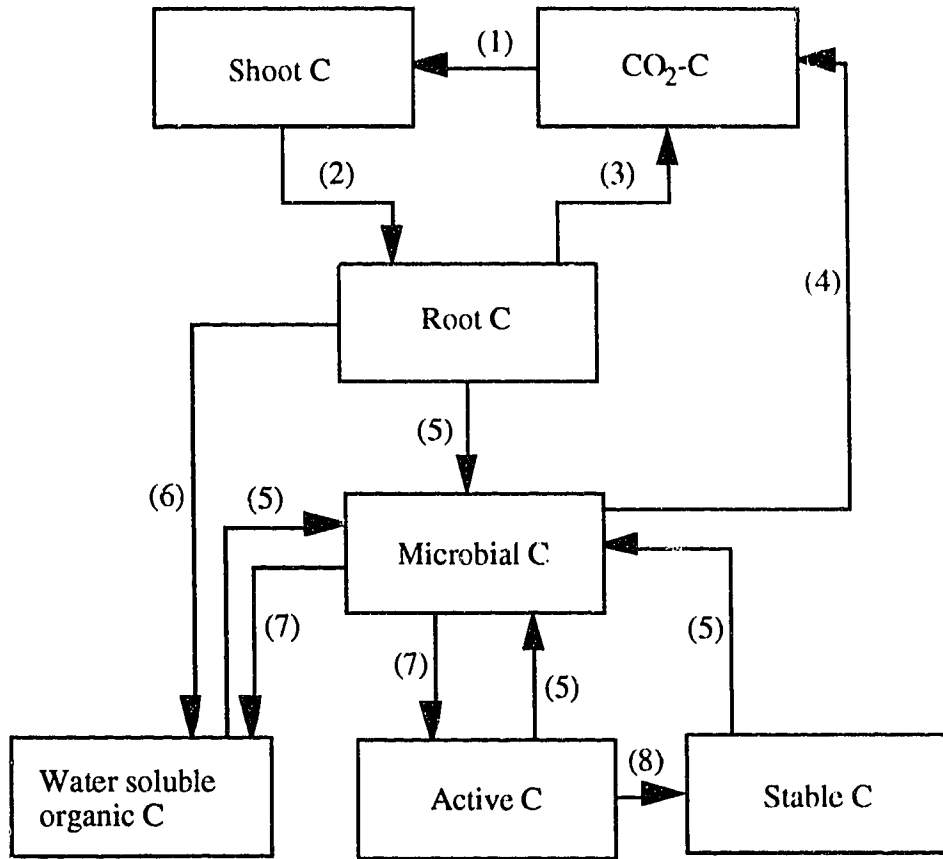 Shoot C
(1)
CO₂-C
(2)
(3)
(4)
Root C
(5)
(6)
(5)
Microbial C
(7)
(7)
(5)
(5)
Water soluble
organic C
Active C
(8)
Stable C